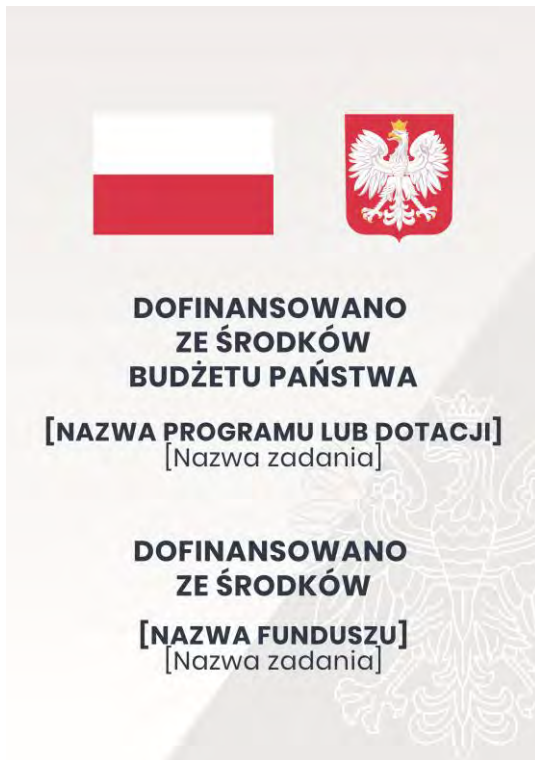 DOFINANSOWANO
ZE ŚRODKÓW
BUDŻETU PAŃSTWA
[NAZWA PROGRAMU LUB DOTACJI]
[Nazwa zadania]
DOFINANSOWANO
ZE ŚRODKÓW
[NAZWA FUNDUSZU]
[Nazwa zadania]